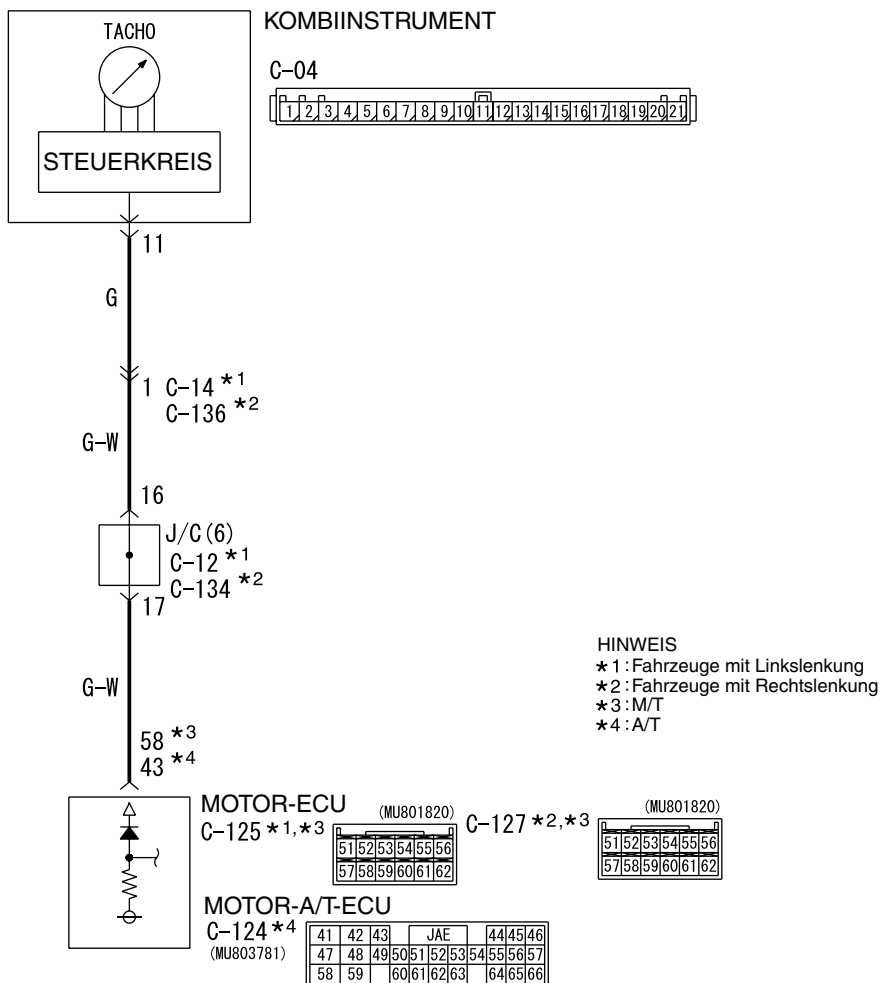 KOMBIINSTRUMENT
TACHO
C-04
1 2 3 4 5 6 7 8 9 10 11 12 13 14 15 16 17 18 19 20 21
STEUERKREIS
11
G
1 C-14 *1
C-136 *2
G-W
16
J/C(6)
C-12 *1
C-134 *2
17
G-W
HINWEIS
*1:Fahrzeuge mit Linkslenkung
*2:Fahrzeuge mit Rechtslenkung
*3:M/T
*4:A/T
58 *3
43 *4
MOTOR-ECU
C-125 *1,*3
(MU801820)
51 52 53 54 55 56
57 58 59 60 61 62
C-127 *2,*3
(MU801820)
51 52 53 54 55 56
57 58 59 60 61 62
MOTOR-A/T-ECU
C-124 *4
(MU803781)
41 42 43 JAE 44 45 46
47 48 49 50 51 52 53 54 55 56 57
58 59 60 61 62 63 64 65 66